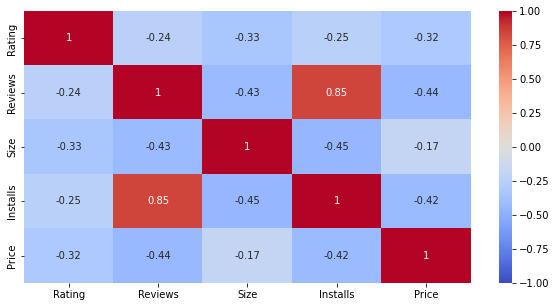 Rating 1 -0.24 -0.33 -0.25 -0.32
Reviews -0.24 1 -0.43 0.85 -0.44
Size -0.33 -0.43 1 -0.45 -0.17
Installs -0.25 0.85 -0.45 1 -0.42
Price -0.32 -0.44 -0.17 -0.42 1
Rating Reviews Size Installs Price
1.00
0.75
0.50
0.25
0.00
−0.25
−0.50
−0.75
−1.00